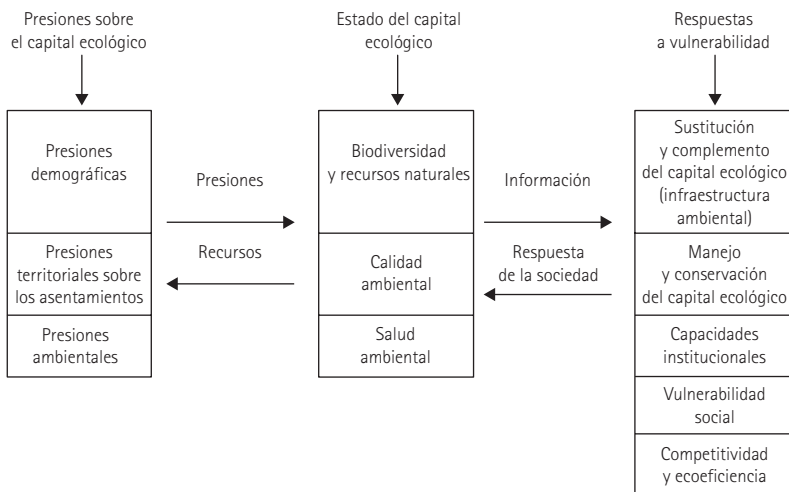 Presiones sobre
el capital ecológico
Estado del capital
ecológico
Respuestas
a vulnerabilidad
Presiones
demográficas
Presiones
territoriales sobre
los asentamientos
Presiones
ambientales
Presiones
Recursos
Biodiversidad
y recursos naturales
Calidad
ambiental
Salud
ambiental
Información
Respuesta
de la sociedad
Sustitución
y complemento
del capital ecológico
(infraestructura
ambiental)
Manejo
y conservación
del capital ecológico
Capacidades
institucionales
Vulnerabilidad
social
Competitividad
y ecoeficiencia